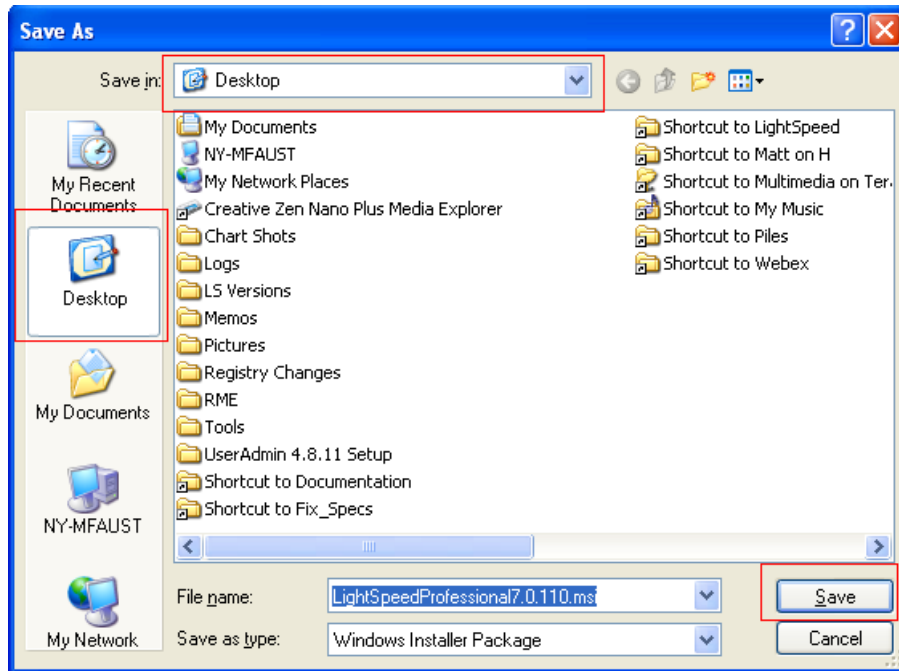 Save As
Save in:
Desktop
My Recent
Documents
Desktop
My Documents
NY-MFAUST
My Network
My Documents
NY-MFAUST
My Network Places
Creative Zen Nano Plus Media Explorer
Chart Shots
Logs
LS Versions
Memos
Pictures
Registry Changes
RME
Tools
UserAdmin 4.8.11 Setup
Shortcut to Documentation
Shortcut to Fix_Specs
Shortcut to LightSpeed
Shortcut to Matt on H
Shortcut to Multimedia on Ter
Shortcut to My Music
Shortcut to Piles
Shortcut to Webex
File name:
LightSpeedProfessional7.0.110.msi
Save
Save as type:
Windows Installer Package
Cancel